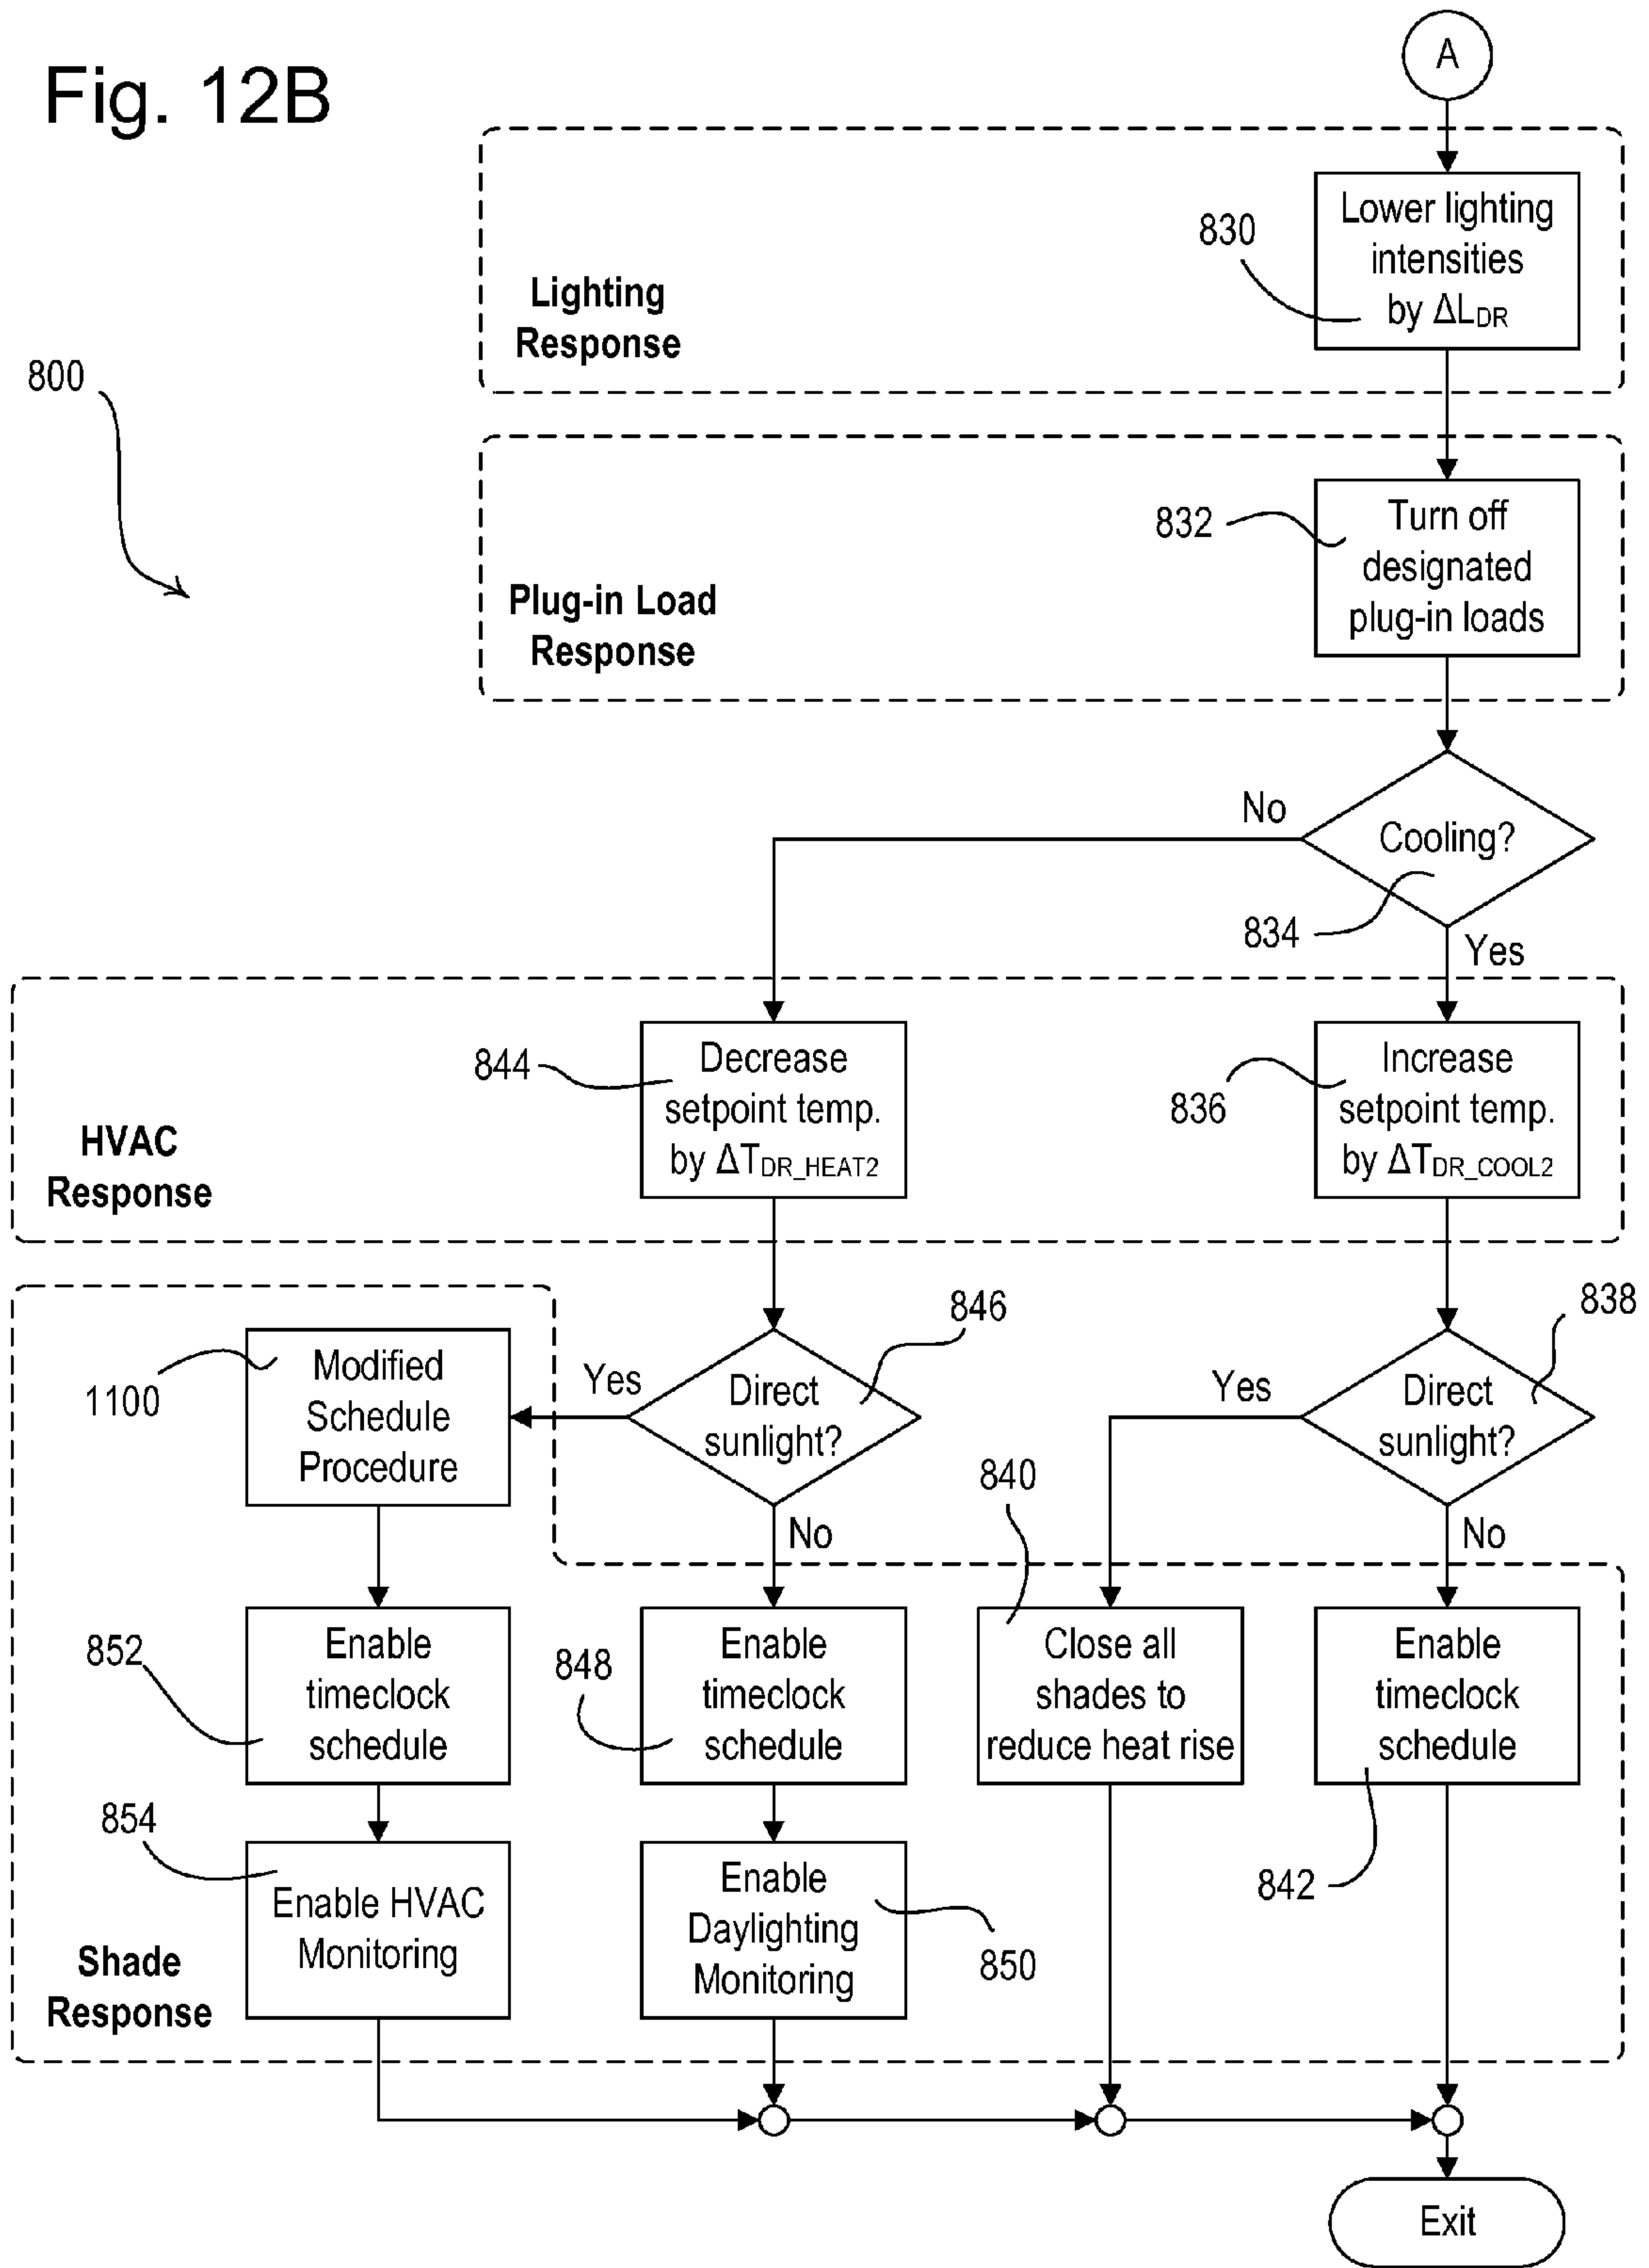 Fig. 12B
A
Lower lighting
intensities
by ΔLDR
830
Lighting
Response
800
Turn off
designated
plug-in loads
832
Plug-in Load
Response
No
Cooling?
834
Yes
844
Decrease
setpoint temp.
by ΔTDR_HEAT2
836
Increase
setpoint temp.
by ΔTDR_COOL2
HVAC
Response
1100
Modified
Schedule
Procedure
Yes
Direct
sunlight?
846
No
Yes
Direct
sunlight?
838
No
840
852
Enable
timeclock
schedule
848
Enable
timeclock
schedule
Close all
shades to
reduce heat rise
Enable
timeclock
schedule
854
Enable HVAC
Monitoring
Enable
Daylighting
Monitoring
850
842
Shade
Response
Exit